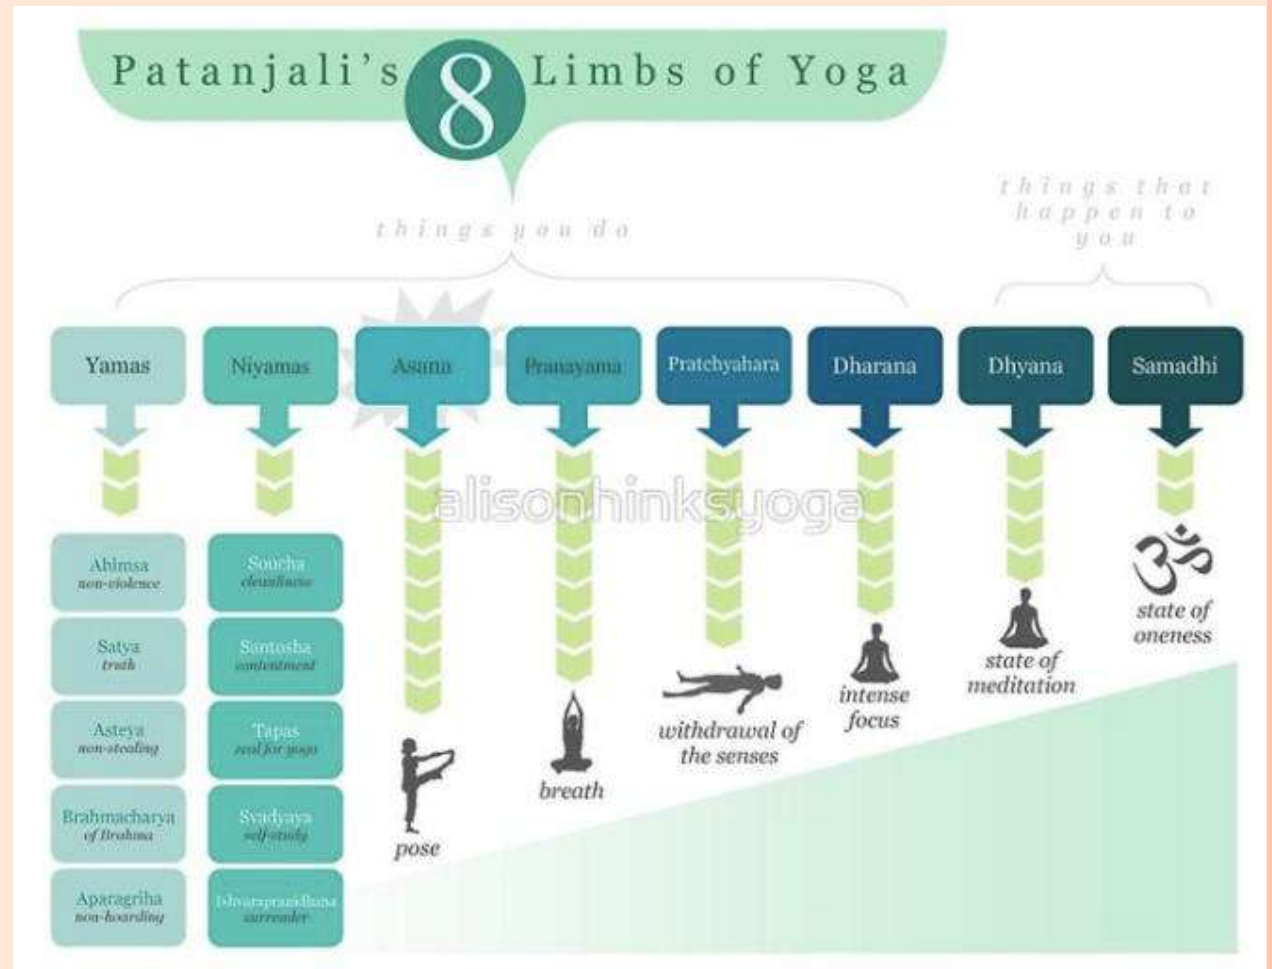 Patanjali's 8 Limbs of Yoga
things you do
things that
happen to
you
Yamas
Niyamas
Asana
Pranayama
Pratchyahara
Dharana
Dhyana
Samadhi
alisonhinksyoga
Ahimsa
non-violence
Satya
truth
Asteya
non-stealing
Brahmacharya
of Brahma
Aparagriha
non-hoarding
Soucha
cleanliness
Santosha
contentment
Tapas
zeal for yoga
Svadyaya
self-study
Ishvarapranidhana
surrender
pose
breath
withdrawal of
the senses
intense
focus
state of
meditation
state of
oneness